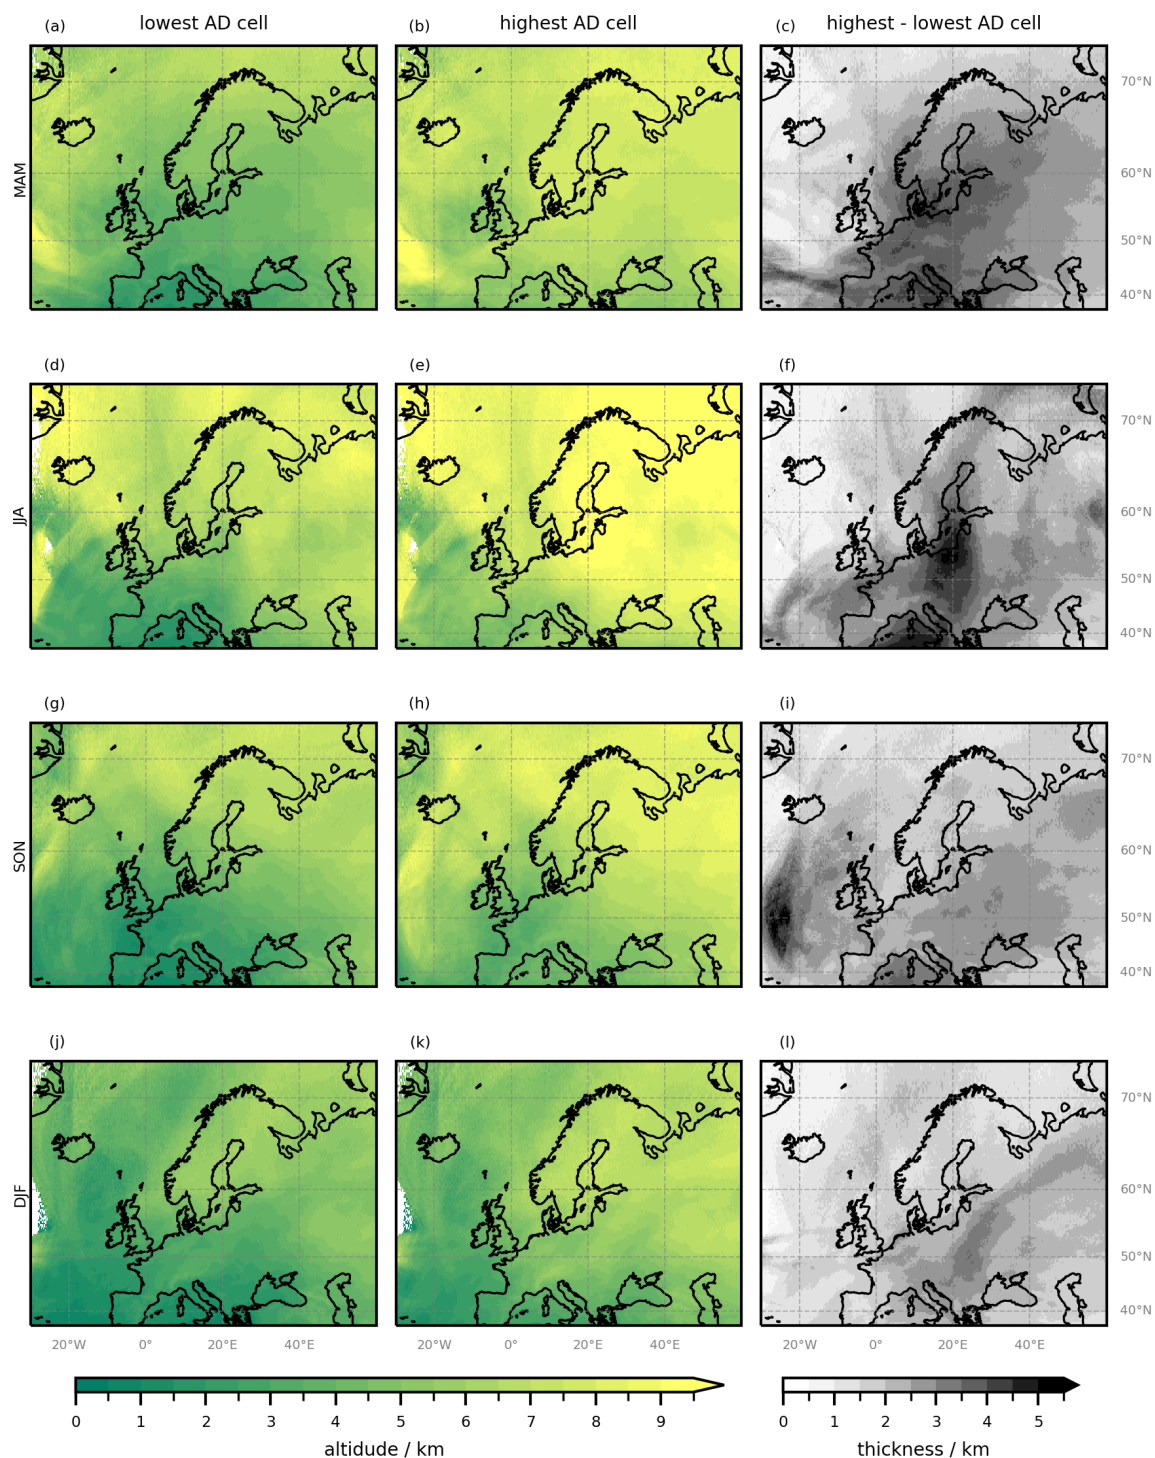 (a) lowest AD cell (b) highest AD cell (c) highest - lowest AD cell
70°N
MAM 60°N
50°N
40°N
(d) (e) (f)
70°N
JJA 60°N
50°N
40°N
(g) (h) (i)
70°N
SON 60°N
50°N
40°N
(j) (k) (l)
70°N
DJF 60°N
50°N
40°N
20°W 0° 20°E 40°E 20°W 0° 20°E 40°E 20°W 0° 20°E 40°E
0 1 2 3 4 5 6 7 8 9 0 1 2 3 4 5
altidude / km thickness / km